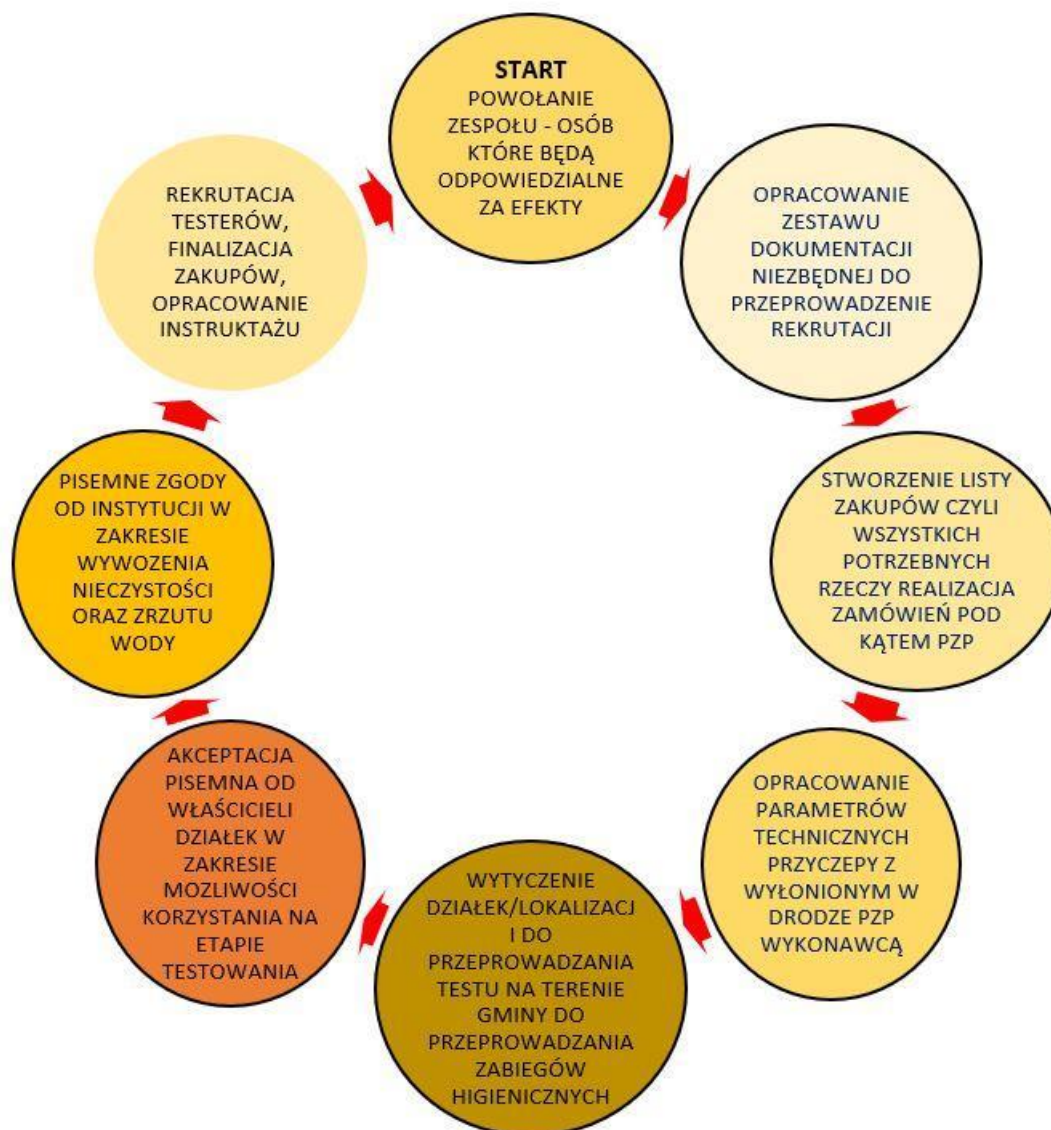 START
POWOŁANIE
ZESPOŁU - OSÓB
KTÓRE BĘDĄ
ODPOWIEDZIALNE
ZA EFEKTY
OPRACOWANIE
ZESTAWU
DOKUMENTACJI
NIEZBĘDNEJ DO
PRZEPROWADZENIE
REKRUTACJI
STWORZENIE LISTY
ZAKUPÓW CZYLI
WSZYSTKICH
POTRZEBNYCH
RZECZY REALIZACJA
ZAMÓWIEŃ POD
KĄTEM PZP
OPRACOWANIE
PARAMETRÓW
TECHNICZNYCH
PRZYCZEPY Z
WYŁONIONYM W
DRODZE PZP
WYKONAWCĄ
WYTYCZENIE
DZIAŁEK/LOKALIZACJ
I DO
PRZEPROWADZANIA
TESTU NA TERENIE
GMINY DO
PRZEPROWADZANIA
ZABIEGÓW
HIGIENICZNYCH
AKCEPTACJA
PISEMNA OD
WŁAŚCICIELI
DZIAŁEK W
ZAKRESIE
MOZLIWOŚCI
KORZYSTANIA NA
ETAPIE
TESTOWANIA
PISEMNE ZGODY
OD INSTYTUCJI W
ZAKRESIE
WYWOZENIA
NIECZYSTOŚCI
ORAZ ZRZUTU
WODY
REKRUTACJA
TESTERÓW,
FINALIZACJA
ZAKUPÓW,
OPRACOWANIE
INSTRUKTAŻU